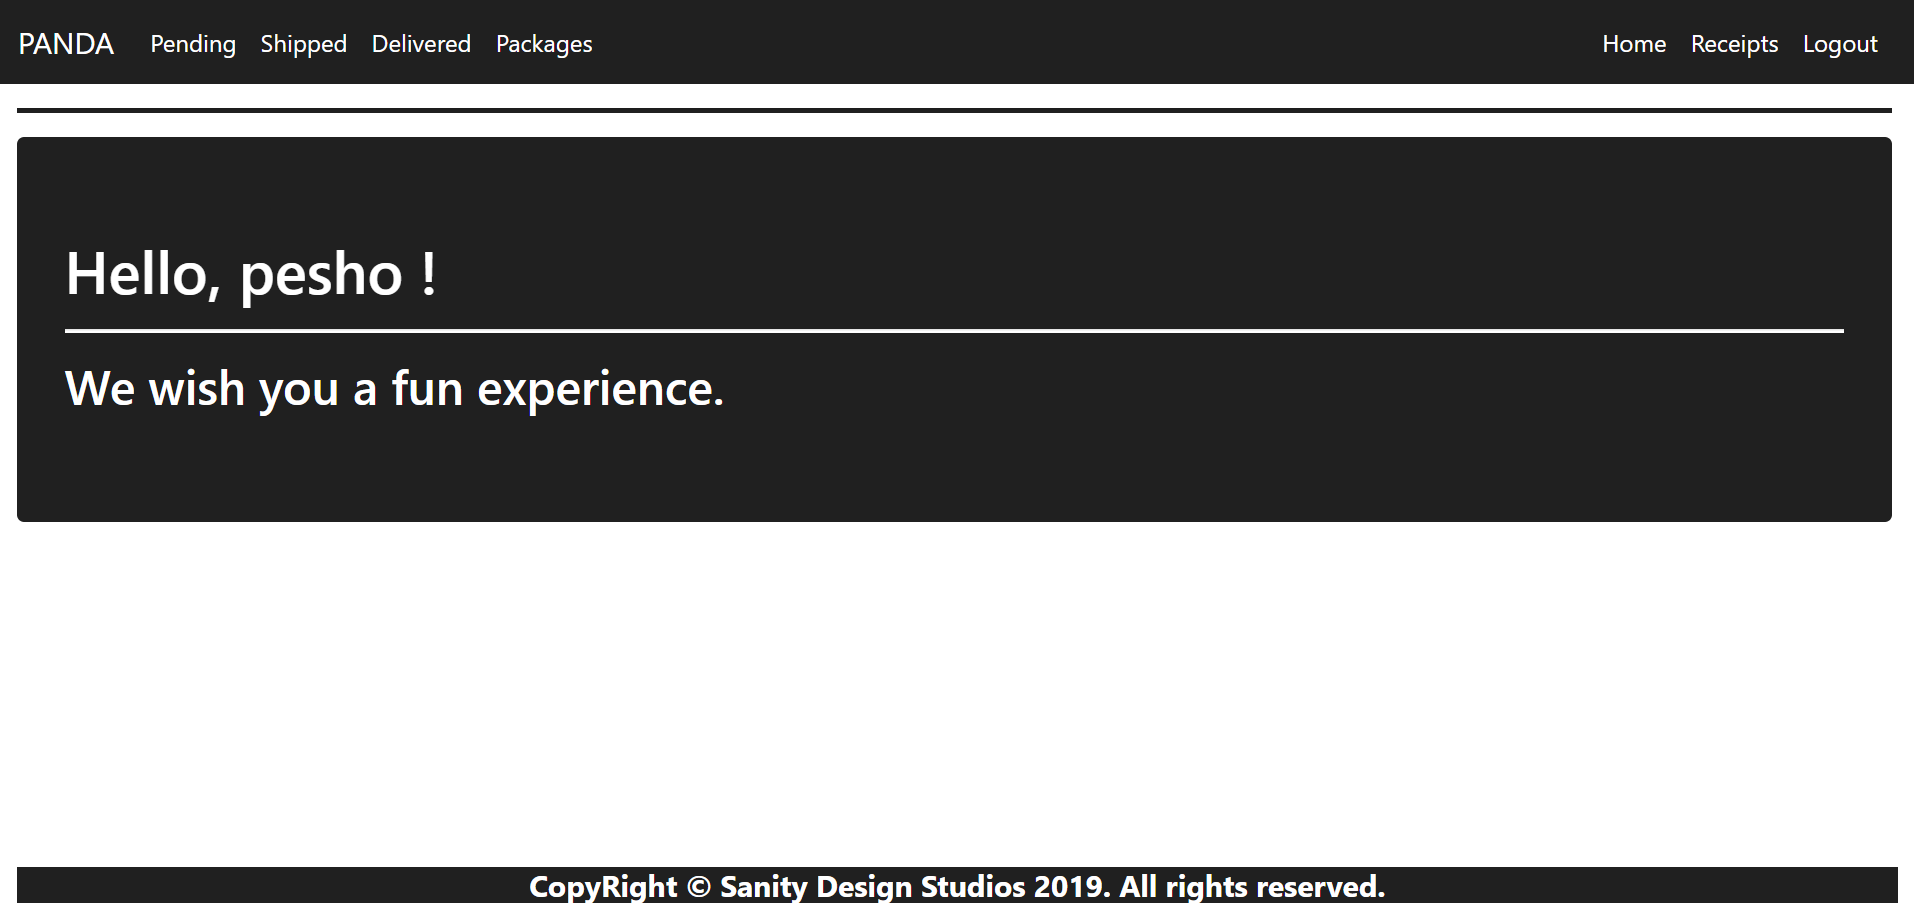 PANDA Pending Shipped Delivered Packages Home Receipts Logout
Hello, pesho !
We wish you a fun experience.
CopyRight © Sanity Design Studios 2019. All rights reserved.